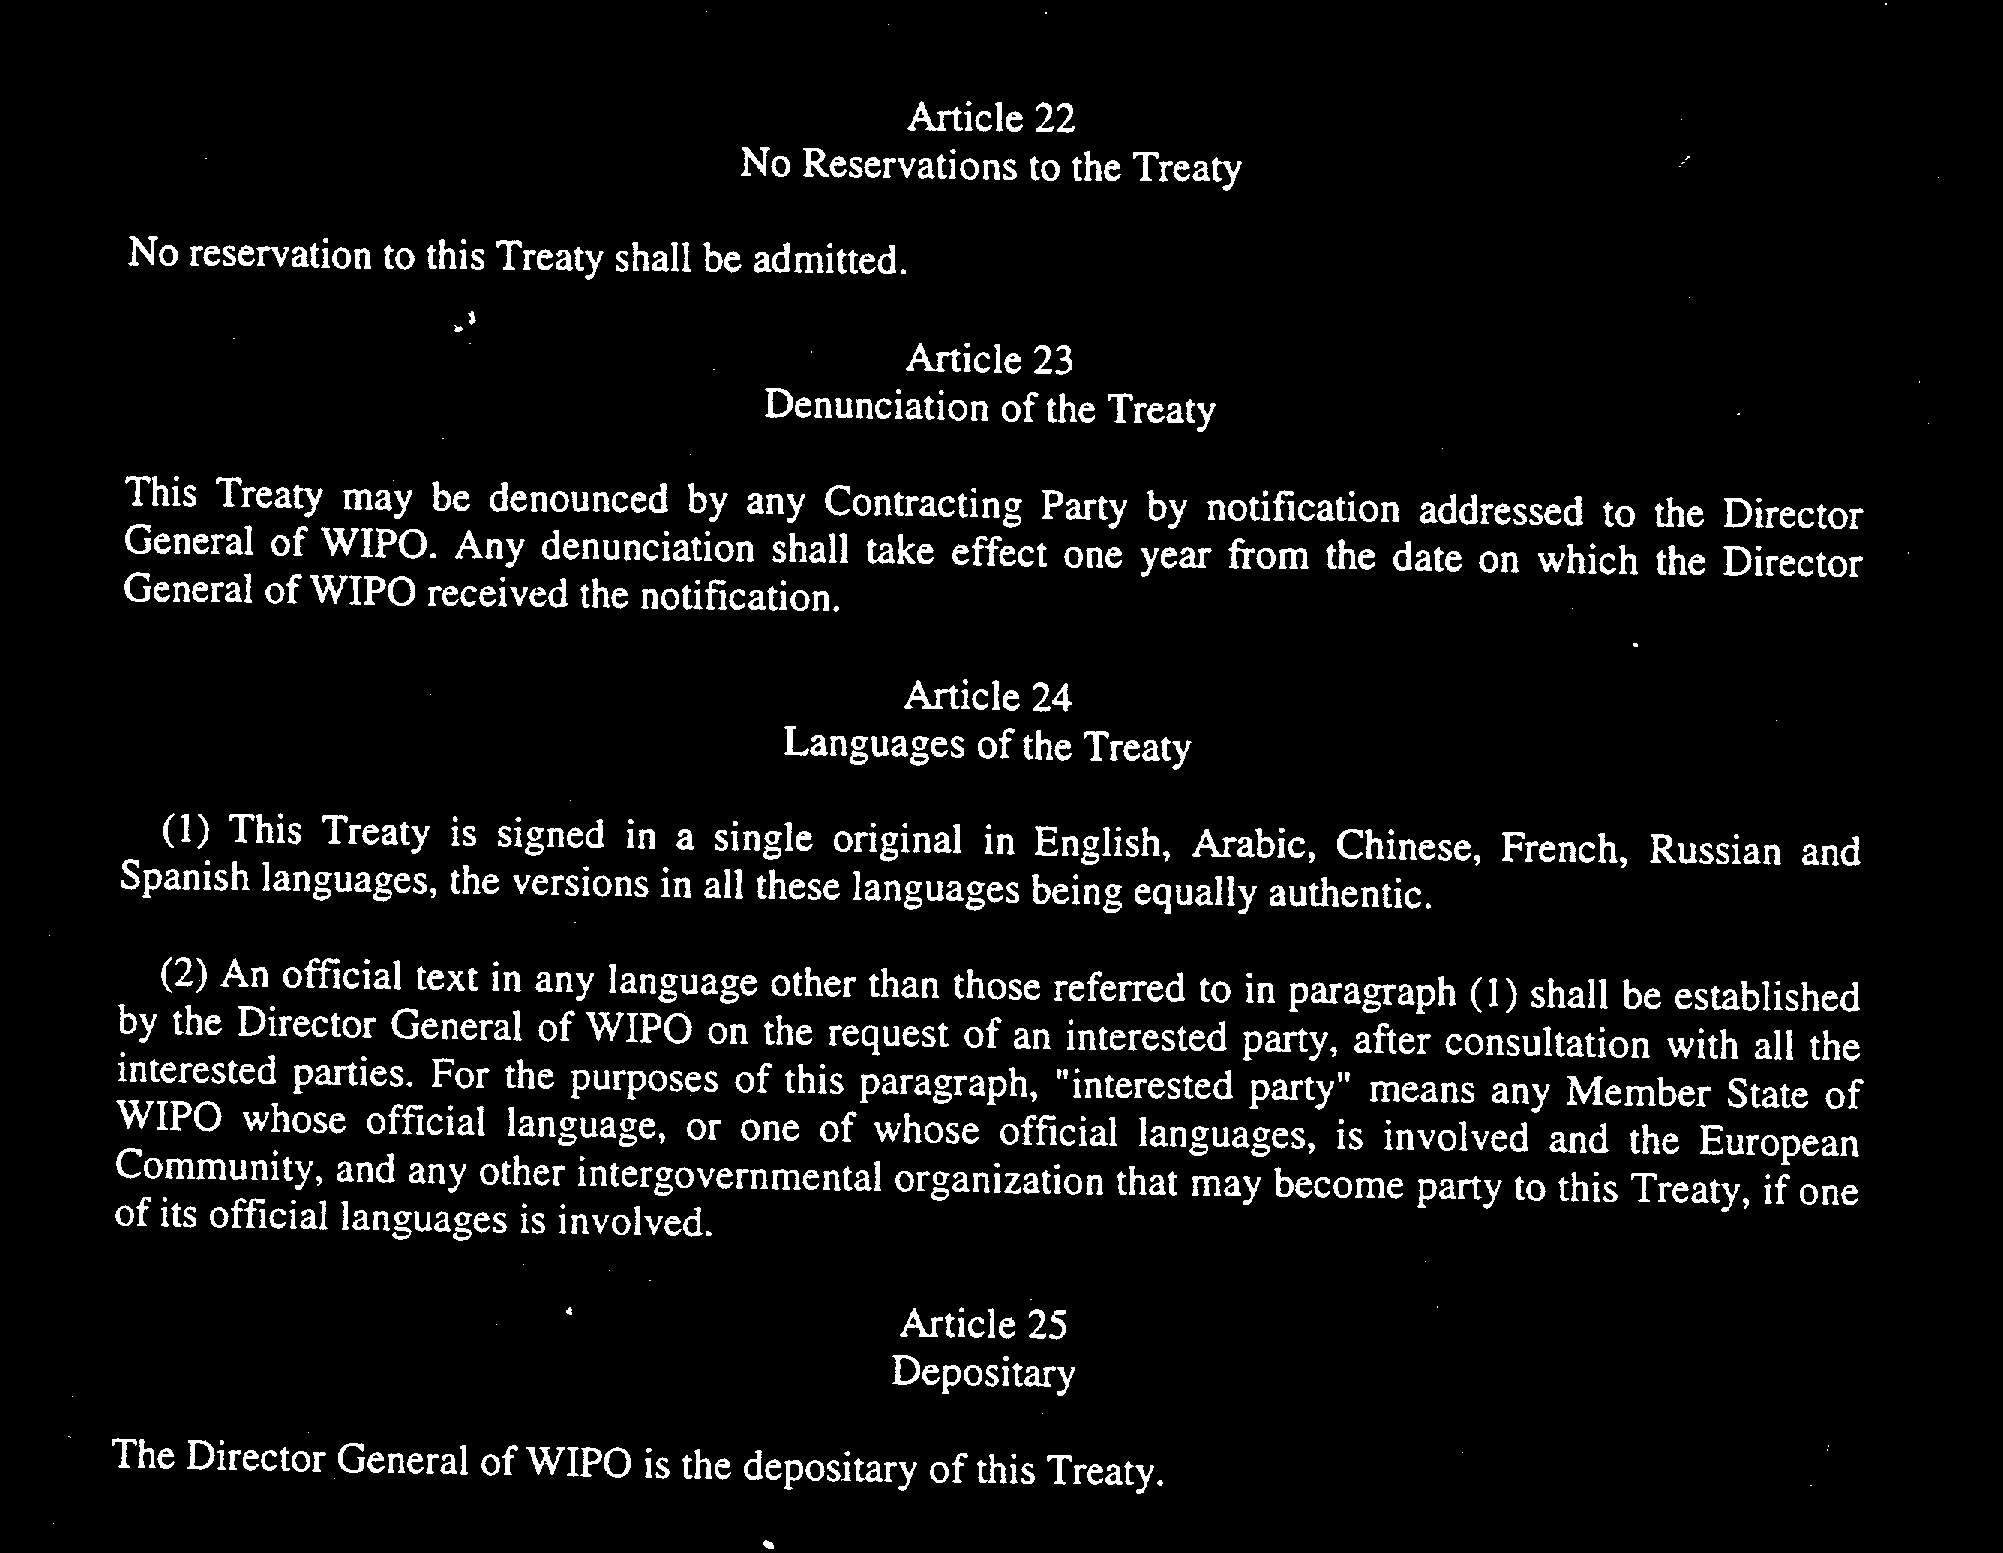 Article 22
No Reservations to the Treaty
No reservation to this Treaty shall be admitted.
Article 23
Denunciation of the Treaty
This Treaty may be denounced by any Contracting Party by notification addressed to the Director
General of WIPO. Any denunciation shall take effect one year from the date on which the Director
General of WIPO received the notification.
Article 24
Languages of the Treaty
(1) This Treaty is signed in a single original in English, Arabic, Chinese, French, Russian and
Spanish languages, the versions in all these languages being equally authentic.
(2) An official text in any language other than those referred to in paragraph (1) shall be established
by the Director General of WIPO on the request of an interested party, after consultation with all the
interested parties. For the purposes of this paragraph, "interested party" means any Member State of
WIPO whose official language, or one of whose official languages, is involved and the European
Community, and any other intergovernmental organization that may become party to this Treaty, if one
of its official languages is involved.
Article 25
Depositary
The Director General of WIPO is the depositary of this Treaty.